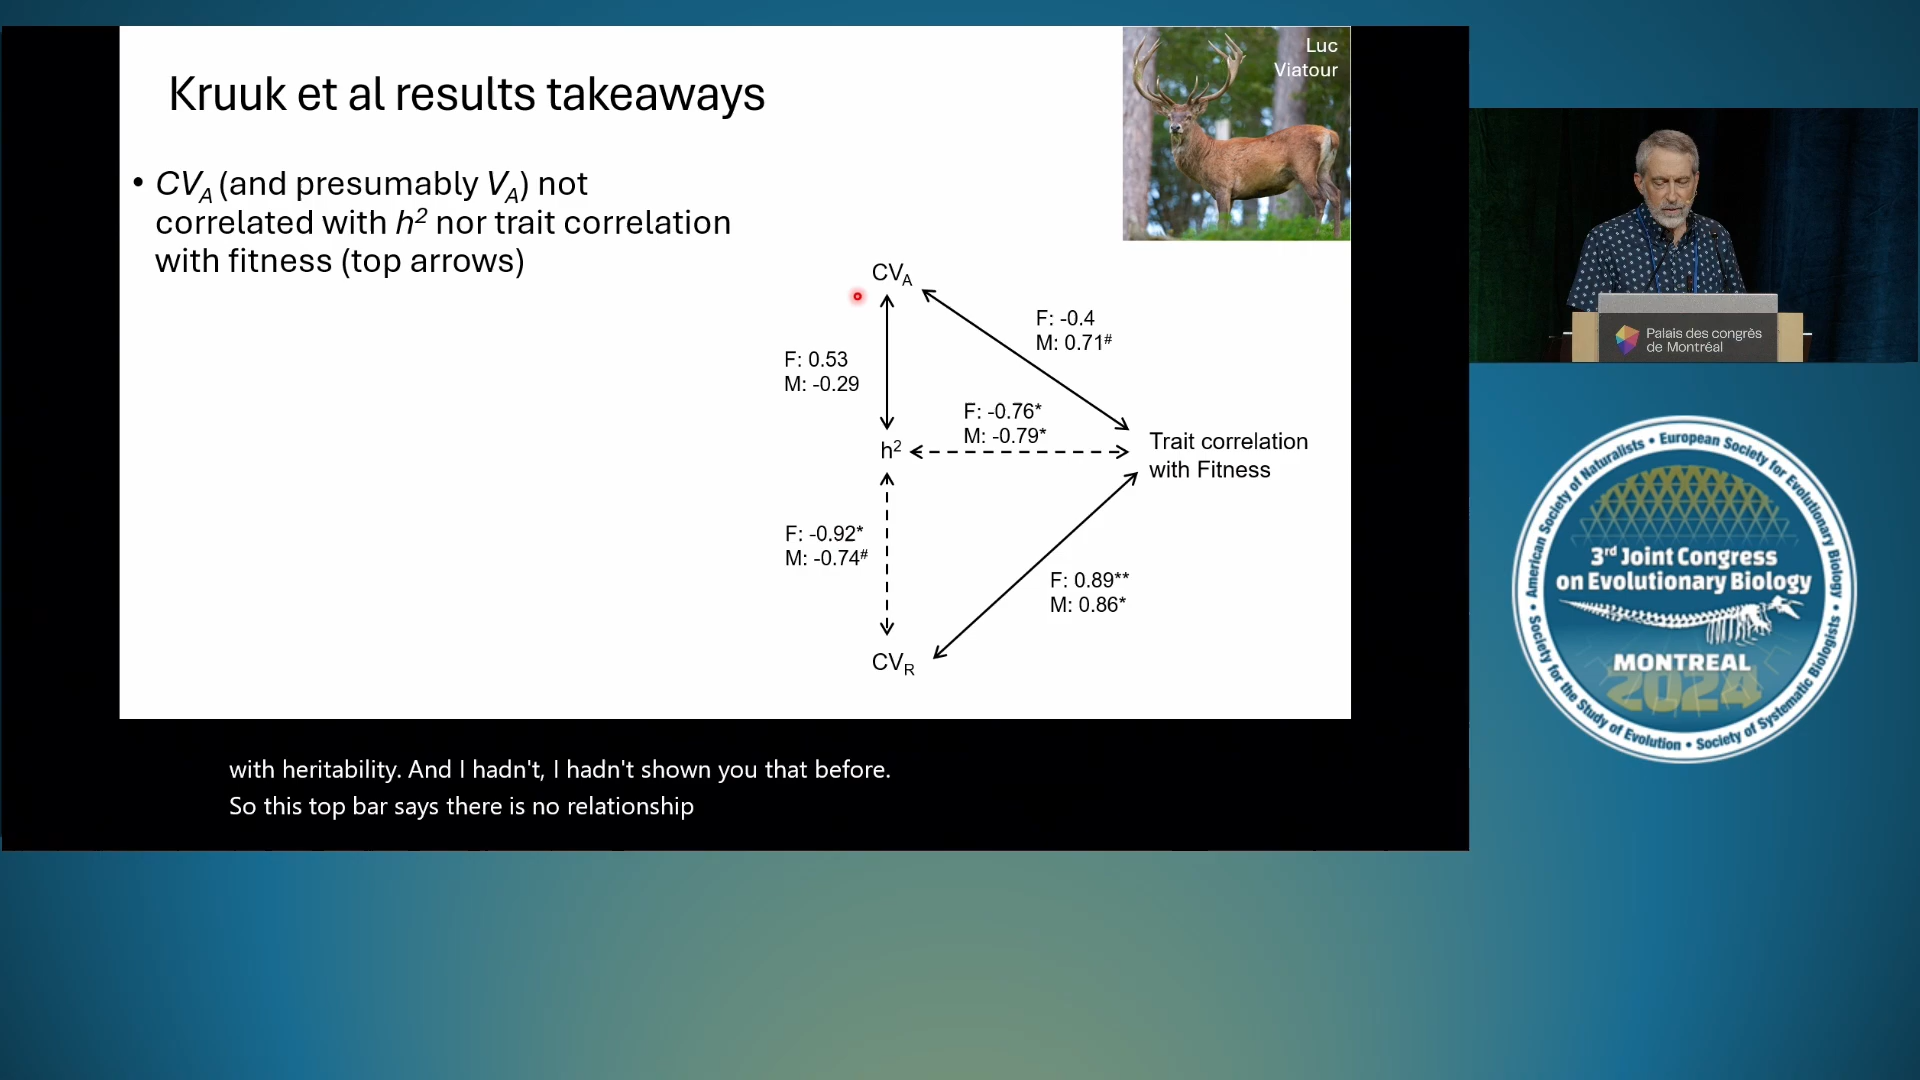 Kruuk et al results takeaways
Luc
Viatour
• CVA (and presumably VA) not
correlated with h² nor trait correlation
with fitness (top arrows)
CVA
F: -0.4
M: 0.71#
F: 0.53
M: -0.29
F: -0.76*
M: -0.79*
h²
Trait correlation
with Fitness
F: -0.92*
M: -0.74#
F: 0.89**
M: 0.86*
CVR
with heritability. And I hadn't, I hadn't shown you that before.
So this top bar says there is no relationship
Palais des congrès
de Montréal
American Society of Naturalists • European Society for Evolutionary Biology •
3rd Joint Congress
on Evolutionary Biology
MONTREAL
2024
Society for the Study of Evolution • Society of Systematic Biologists •